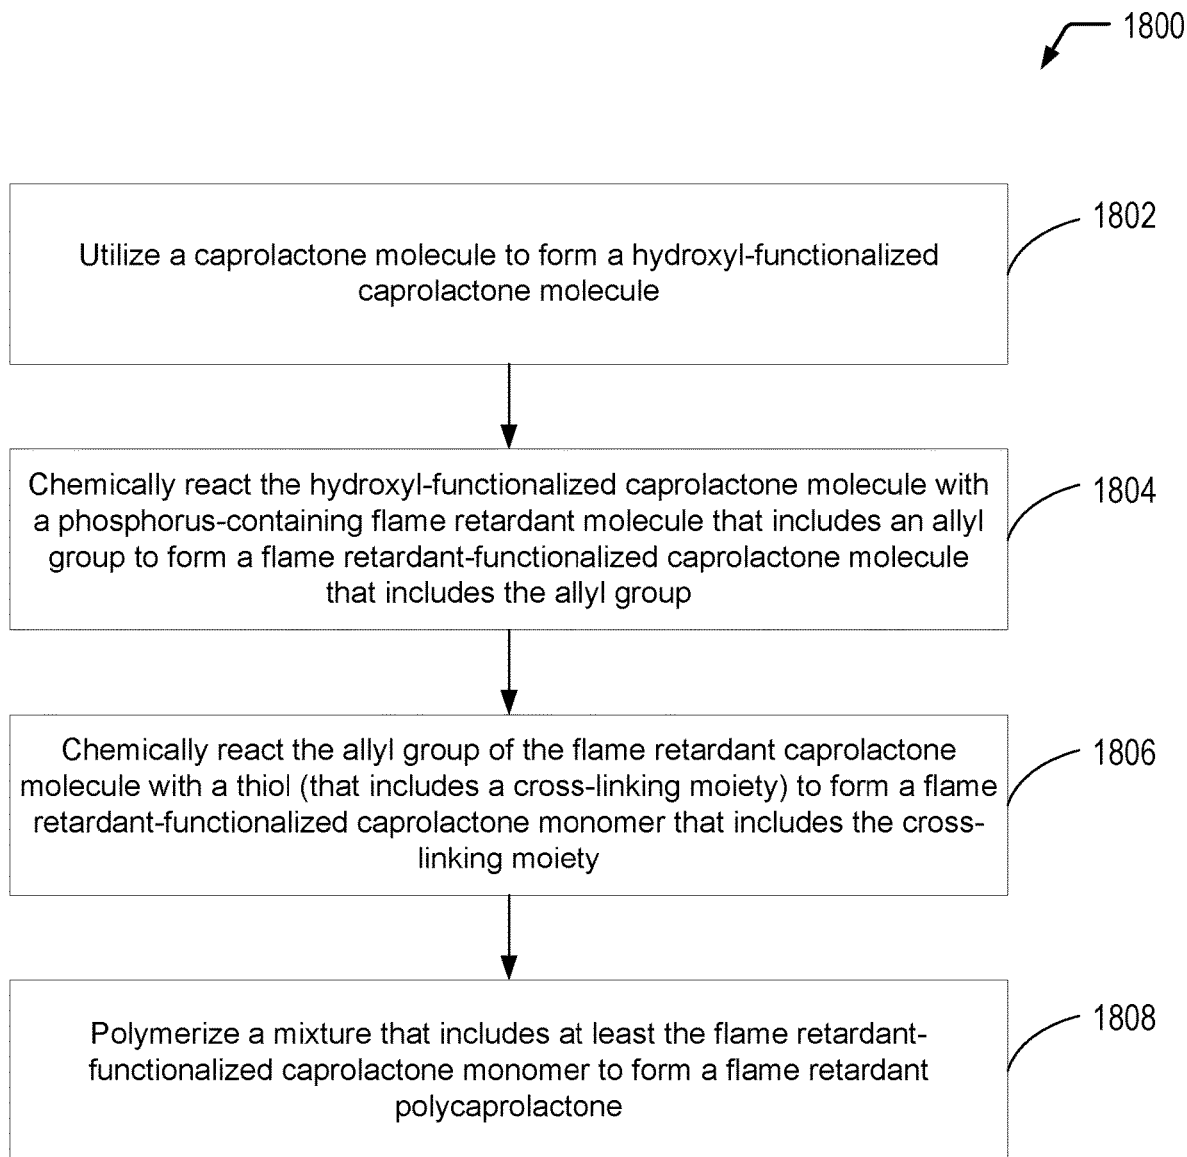 1800
Utilize a caprolactone molecule to form a hydroxyl-functionalized
caprolactone molecule
1802
Chemically react the hydroxyl-functionalized caprolactone molecule with
a phosphorus-containing flame retardant molecule that includes an allyl
group to form a flame retardant-functionalized caprolactone molecule
that includes the allyl group
1804
Chemically react the allyl group of the flame retardant caprolactone
molecule with a thiol (that includes a cross-linking moiety) to form a flame
retardant-functionalized caprolactone monomer that includes the cross-
linking moiety
1806
Polymerize a mixture that includes at least the flame retardant-
functionalized caprolactone monomer to form a flame retardant
polycaprolactone
1808